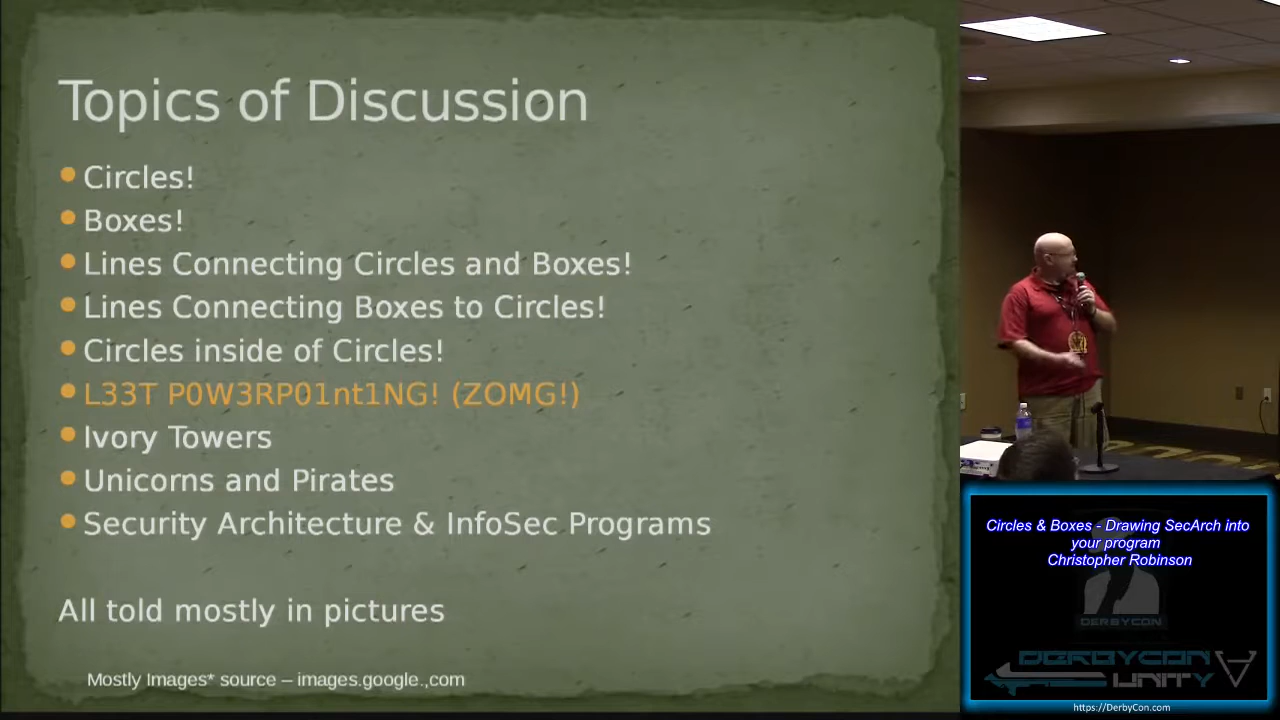 Topics of Discussion
Circles!
Boxes!
Lines Connecting Circles and Boxes!
Lines Connecting Boxes to Circles!
Circles inside of Circles!
L33T P0W3RP01nt1NG! (ZOMG!)
Ivory Towers
Unicorns and Pirates
Security Architecture & InfoSec Programs
All told mostly in pictures
Mostly Images* source – images.google.,com
Circles & Boxes - Drawing SecArch into
your program
Christopher Robinson
DERBYCON
DERBYCON
UNITY
https://DerbyCon.com